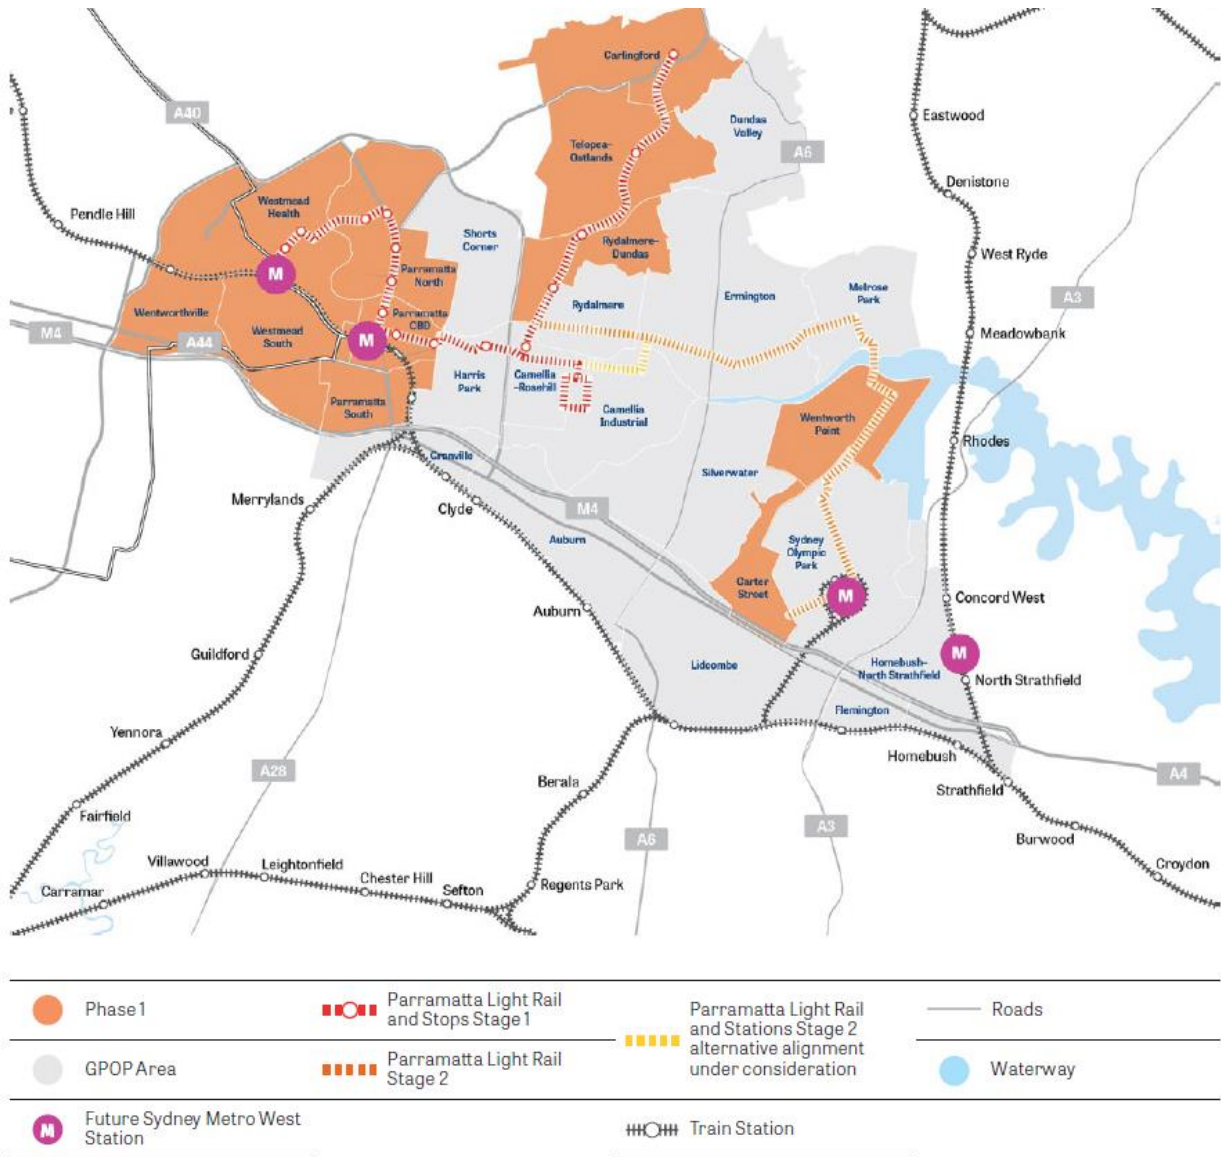 Carlingford
A40
Dundas
Valley
Eastwood
Telopea-
Oatlands
A6
Denistone
Westmead
Health
Pendle Hill
Shorts
Corner
Rydalmere-
Dundas
West Ryde
Parramatta
North
M
Melrose
Park
Ermington
A3
Rydalmere
Wentworthville
Parramatta
CBD
Westmead
South
M4
A44
M
Meadowbank
Harris
Park
Camellia
-Rosehill
Parramatta
South
Camellia
Industrial
Wentworth
Point
Rhodes
Granville
Silverwater
Merrylands
Clyde
M4
Auburn
Sydney
Olympic
Park
Carter
Street
M
Concord West
Auburn
Guildford
Lidcombe
Homebush-
North Strathfield
M
North Strathfield
Flemington
Yennora
Homebush
A28
Berala
A4
Strathfield
Fairfield
A6
A3
Burwood
Villawood
Leightonfield
Chester Hill
Sefton
Regents Park
Croydon
Carramar
Phase 1
Parramatta Light Rail
and Stops Stage 1
Parramatta Light Rail
and Stations Stage 2
alternative alignment
under consideration
Roads
GPOP Area
Parramatta Light Rail
Stage 2
Waterway
M
Future Sydney Metro West
Station
Train Station